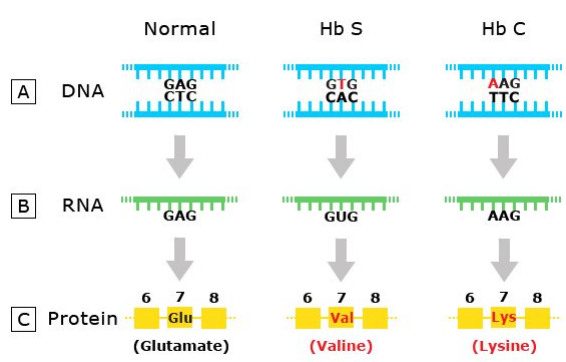 Normal Hb S Hb C
A DNA GAG GTG AAG
CTC CAC TTC
B RNA GAG GUG AAG
6 7 8 6 7 8 6 7 8
C Protein Glu Val Lys
(Glutamate) (Valine) (Lysine)